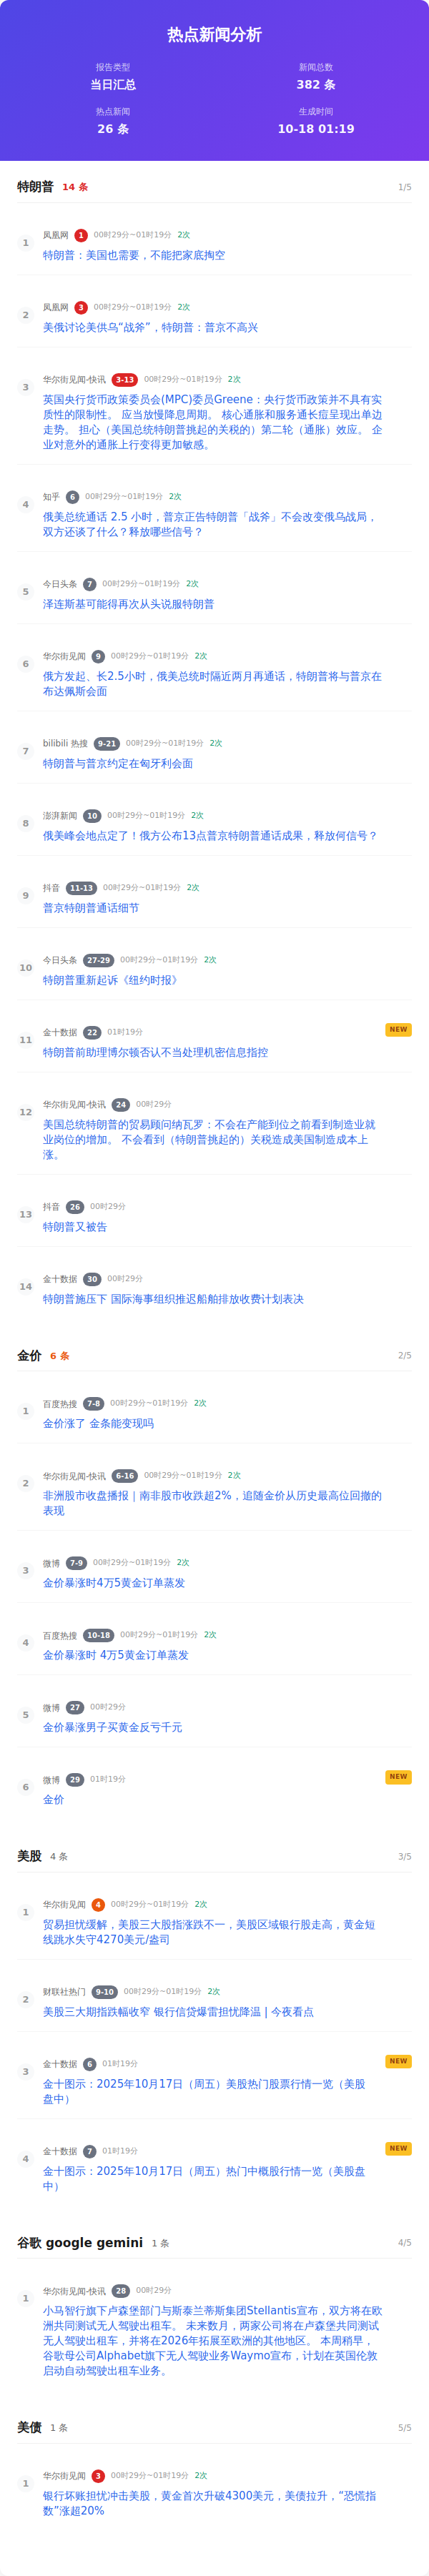 热点新闻分析
报告类型
新闻总数
当日汇总
382 条
热点新闻
生成时间
26 条
10-18 01:19
特朗普 14 条 1/5
1 凤凰网 1 00时29分~01时19分 2次
特朗普：美国也需要，不能把家底掏空
2 凤凰网 3 00时29分~01时19分 2次
美俄讨论美供乌“战斧”，特朗普：普京不高兴
3 华尔街见闻-快讯 3-13 00时29分~01时19分 2次
英国央行货币政策委员会(MPC)委员Greene：央行货币政策并不具有实
质性的限制性。 应当放慢降息周期。 核心通胀和服务通长痘呈现出单边
走势。 担心（美国总统特朗普挑起的关税的）第二轮（通胀）效应。 企
业对意外的通胀上行变得更加敏感。
4 知乎 6 00时29分~01时19分 2次
俄美总统通话 2.5 小时，普京正告特朗普「战斧」不会改变俄乌战局，
双方还谈了什么？释放哪些信号？
5 今日头条 7 00时29分~01时19分 2次
泽连斯基可能得再次从头说服特朗普
6 华尔街见闻 9 00时29分~01时19分 2次
俄方发起、长2.5小时，俄美总统时隔近两月再通话，特朗普将与普京在
布达佩斯会面
7 bilibili 热搜 9-21 00时29分~01时19分 2次
特朗普与普京约定在匈牙利会面
8 澎湃新闻 10 00时29分~01时19分 2次
俄美峰会地点定了！俄方公布13点普京特朗普通话成果，释放何信号？
9 抖音 11-13 00时29分~01时19分 2次
普京特朗普通话细节
10 今日头条 27-29 00时29分~01时19分 2次
特朗普重新起诉《纽约时报》
11 金十数据 22 01时19分 NEW
特朗普前助理博尔顿否认不当处理机密信息指控
12 华尔街见闻-快讯 24 00时29分
美国总统特朗普的贸易顾问纳瓦罗：不会在产能到位之前看到制造业就
业岗位的增加。 不会看到（特朗普挑起的）关税造成美国制造成本上
涨。
13 抖音 26 00时29分
特朗普又被告
14 金十数据 30 00时29分
特朗普施压下 国际海事组织推迟船舶排放收费计划表决
金价 6 条 2/5
1 百度热搜 7-8 00时29分~01时19分 2次
金价涨了 金条能变现吗
2 华尔街见闻-快讯 6-16 00时29分~01时19分 2次
非洲股市收盘播报｜南非股市收跌超2%，追随金价从历史最高位回撤的
表现
3 微博 7-9 00时29分~01时19分 2次
金价暴涨时4万5黄金订单蒸发
4 百度热搜 10-18 00时29分~01时19分 2次
金价暴涨时 4万5黄金订单蒸发
5 微博 27 00时29分
金价暴涨男子买黄金反亏千元
6 微博 29 01时19分 NEW
金价
美股 4 条 3/5
1 华尔街见闻 4 00时29分~01时19分 2次
贸易担忧缓解，美股三大股指涨跌不一，美股区域银行股走高，黄金短
线跳水失守4270美元/盎司
2 财联社热门 9-10 00时29分~01时19分 2次
美股三大期指跌幅收窄 银行信贷爆雷担忧降温 | 今夜看点
3 金十数据 6 01时19分 NEW
金十图示：2025年10月17日（周五）美股热门股票行情一览（美股
盘中）
4 金十数据 7 01时19分 NEW
金十图示：2025年10月17日（周五）热门中概股行情一览（美股盘
中）
谷歌 google gemini 1 条 4/5
1 华尔街见闻-快讯 28 00时29分
小马智行旗下卢森堡部门与斯泰兰蒂斯集团Stellantis宣布，双方将在欧
洲共同测试无人驾驶出租车。 未来数月，两家公司将在卢森堡共同测试
无人驾驶出租车，并将在2026年拓展至欧洲的其他地区。 本周稍早，
谷歌母公司Alphabet旗下无人驾驶业务Waymo宣布，计划在英国伦敦
启动自动驾驶出租车业务。
美债 1 条 5/5
1 华尔街见闻 3 00时29分~01时19分 2次
银行坏账担忧冲击美股，黄金首次升破4300美元，美债拉升，“恐慌指
数”涨超20%